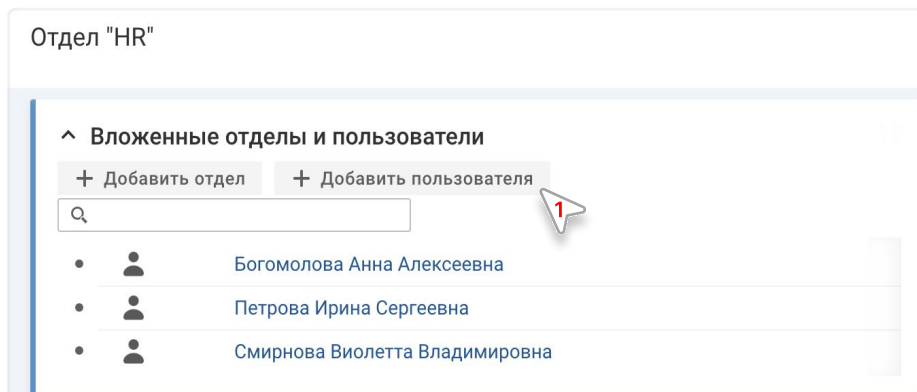 Отдел "HR"
Вложенные отделы и пользователи
+ Добавить отдел + Добавить пользователя
1
Богомолова Анна Алексеевна
Петрова Ирина Сергеевна
Смирнова Виолетта Владимировна